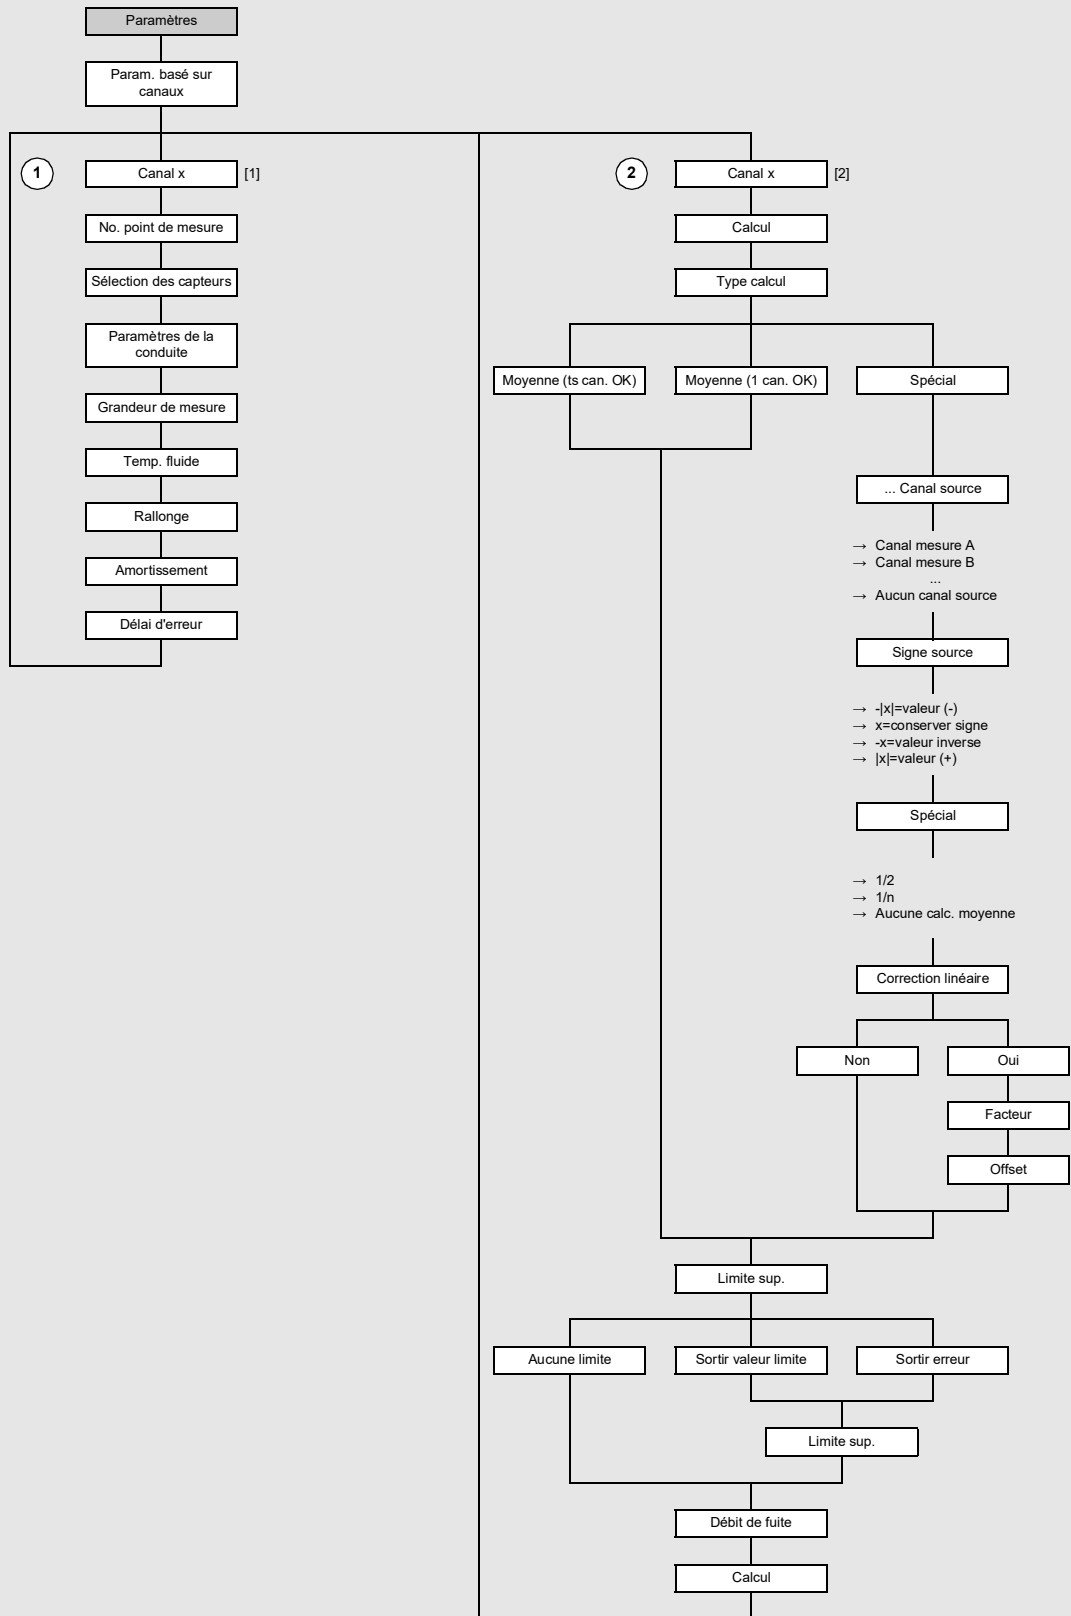 Paramètres
Param. basé sur
canaux
1
Canal x
[1]
No. point de mesure
Sélection des capteurs
Paramètres de la
conduite
Grandeur de mesure
Temp. fluide
Rallonge
Amortissement
Délai d'erreur
2
Canal x
[2]
Calcul
Type calcul
Moyenne (ts can. OK)
Moyenne (1 can. OK)
Spécial
... Canal source
→ Canal mesure A
→ Canal mesure B
...
→ Aucun canal source
Signe source
→ -|x|=valeur (-)
→ x=conserver signe
→ -x=valeur inverse
→ |x|=valeur (+)
Spécial
→ 1/2
→ 1/n
→ Aucune calc. moyenne
Correction linéaire
Non
Oui
Facteur
Offset
Limite sup.
Aucune limite
Sortir valeur limite
Sortir erreur
Limite sup.
Débit de fuite
Calcul